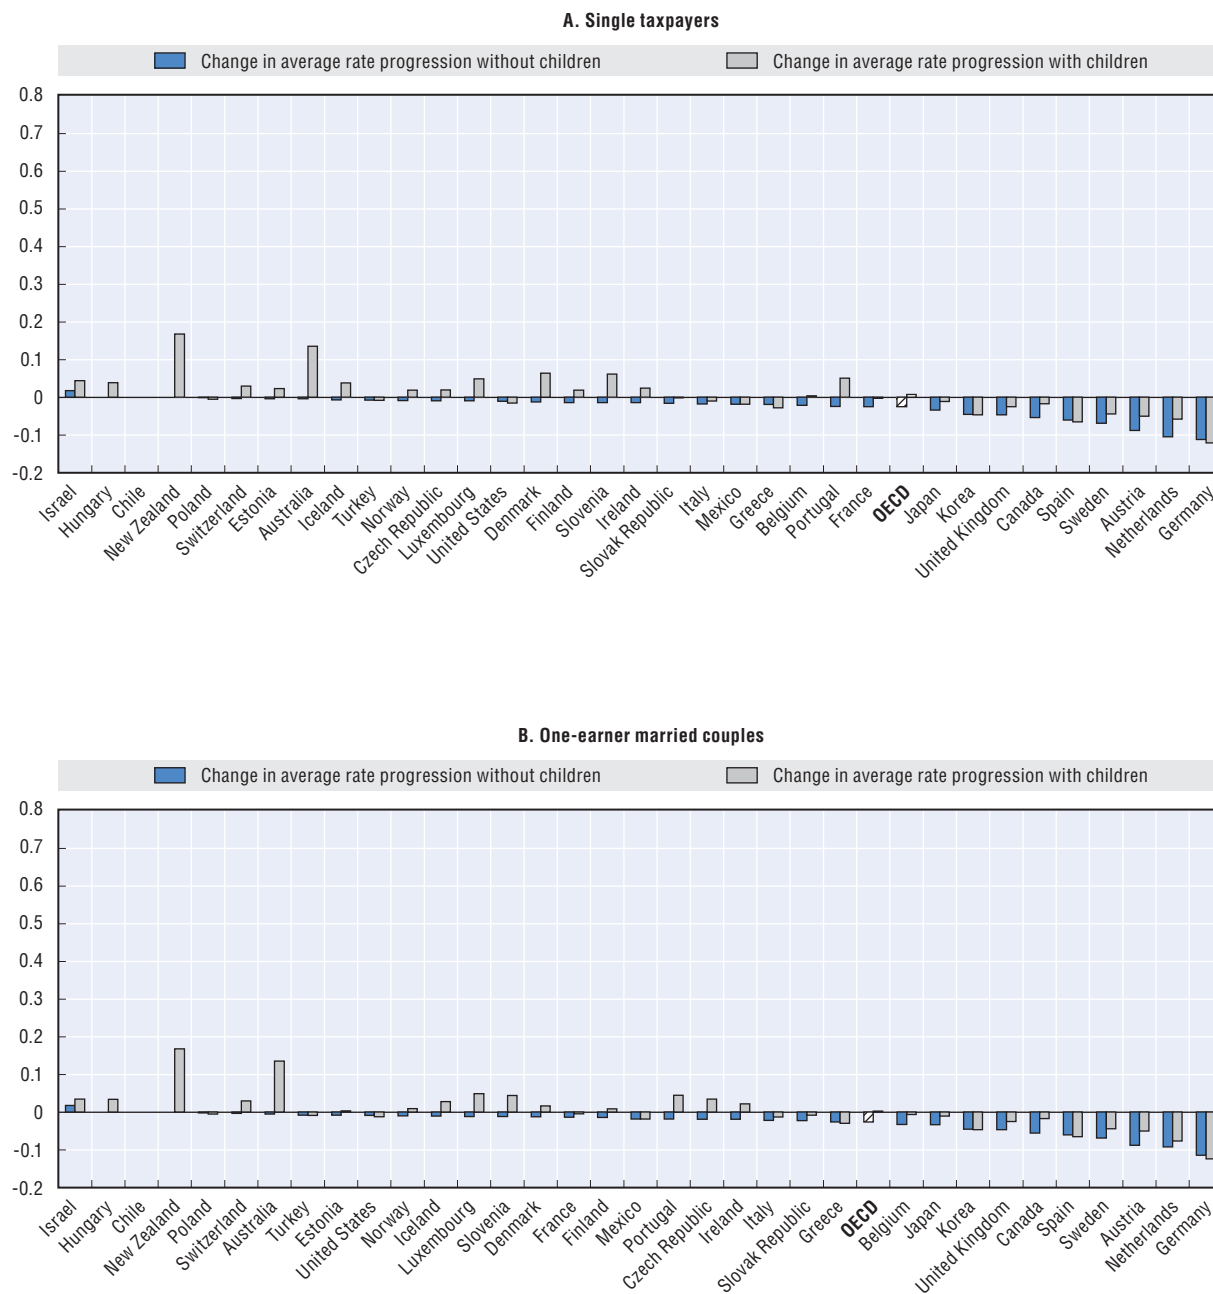 A. Single taxpayers
Change in average rate progression without children
Change in average rate progression with children
0.8
0.7
0.6
0.5
0.4
0.3
0.2
0.1
0
-0.1
-0.2
Israel
Hungary
Chile
New Zealand
Poland
Switzerland
Estonia
Australia
Iceland
Turkey
Norway
Czech Republic
Luxembourg
United States
Denmark
Finland
Slovenia
Ireland
Slovak Republic
Italy
Mexico
Greece
Belgium
Portugal
France
OECD
Japan
Korea
United Kingdom
Canada
Spain
Sweden
Austria
Netherlands
Germany
B. One-earner married couples
Change in average rate progression without children
Change in average rate progression with children
0.8
0.7
0.6
0.5
0.4
0.3
0.2
0.1
0
-0.1
-0.2
Israel
Hungary
Chile
New Zealand
Poland
Switzerland
Australia
Turkey
Estonia
United States
Norway
Iceland
Luxembourg
Slovenia
Denmark
France
Finland
Mexico
Portugal
Czech Republic
Ireland
Italy
Slovak Republic
Greece
OECD
Belgium
Japan
Korea
United Kingdom
Canada
Spain
Sweden
Austria
Netherlands
Germany